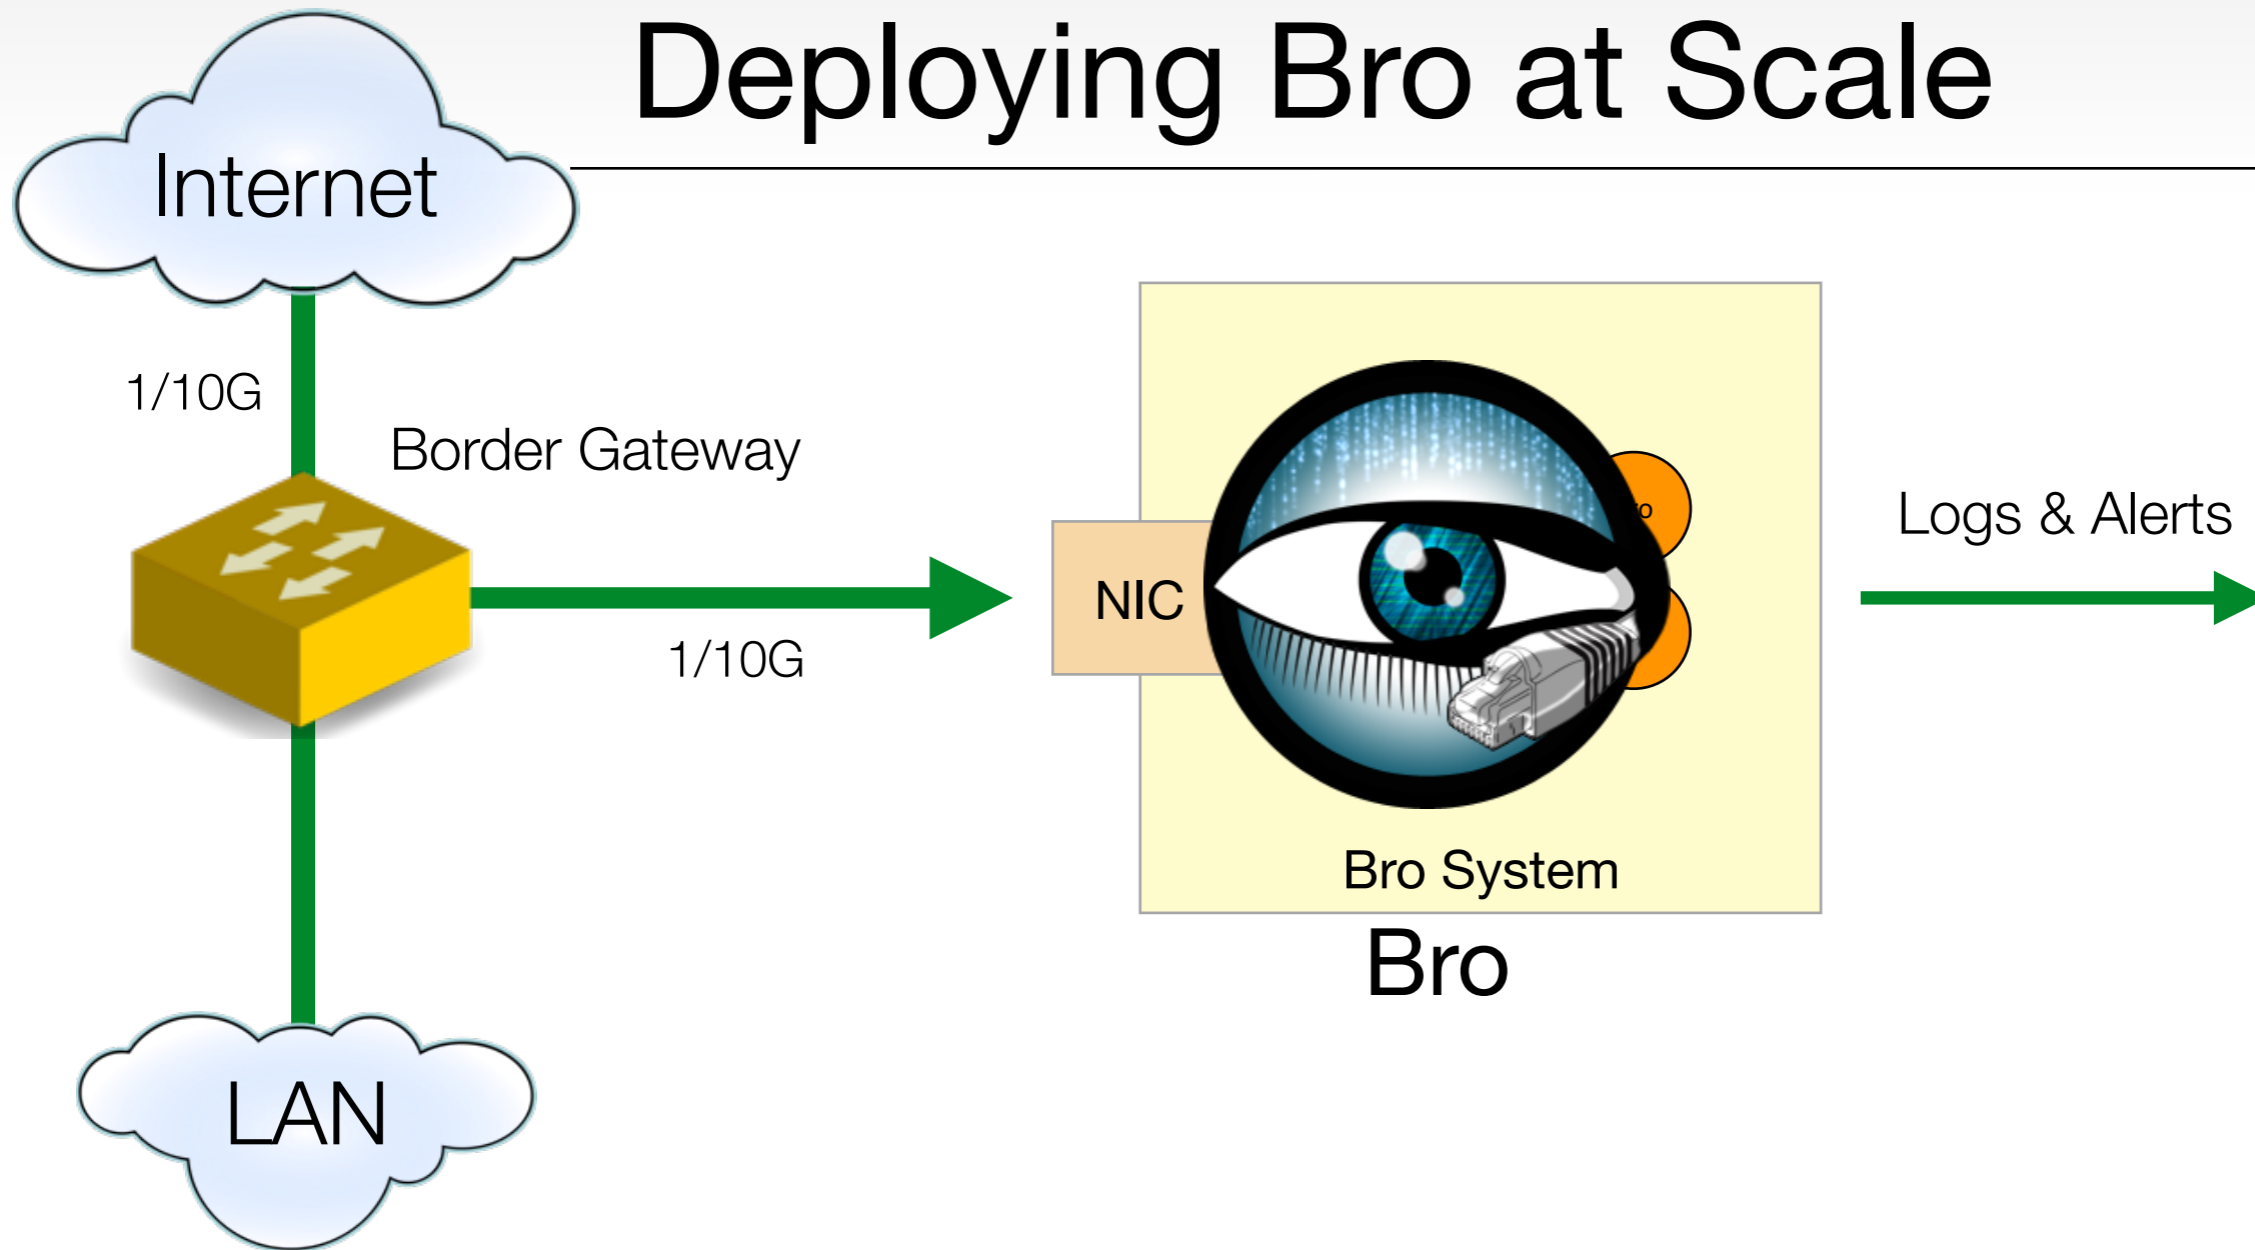 Deploying Bro at Scale
Internet
1/10G
Border Gateway
1/10G
NIC
Logs & Alerts
Bro System
Bro
LAN